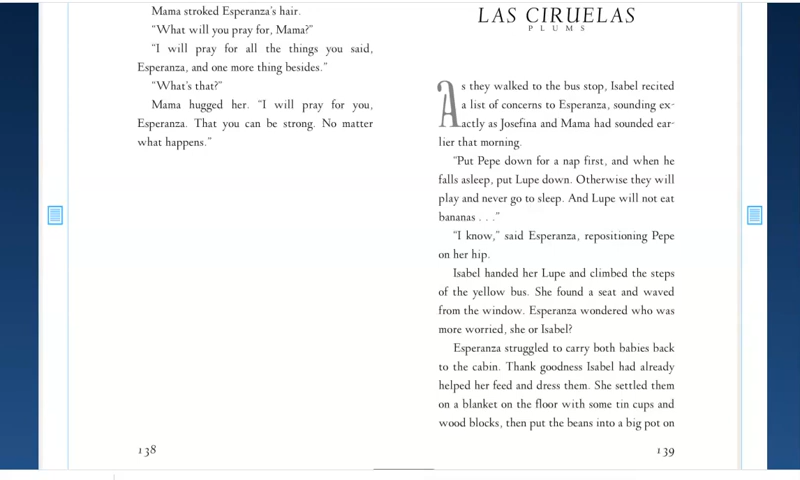 Mama stroked Esperanza's hair.
“What will you pray for, Mama?”
“I will pray for all the things you said,
Esperanza, and one more thing besides.”
“What's that?”
Mama hugged her. “I will pray for you,
Esperanza. That you can be strong. No matter
what happens.”
138
LAS CIRUELAS
PLUMS
As they walked to the bus stop, Isabel recited
a list of concerns to Esperanza, sounding ex-
actly as Josefina and Mama had sounded ear-
lier that morning.
“Put Pepe down for a nap first, and when he
falls asleep, put Lupe down. Otherwise they will
play and never go to sleep. And Lupe will not eat
bananas . . .”
“I know,” said Esperanza, repositioning Pepe
on her hip.
Isabel handed her Lupe and climbed the steps
of the yellow bus. She found a seat and waved
from the window. Esperanza wondered who was
more worried, she or Isabel?
Esperanza struggled to carry both babies back
to the cabin. Thank goodness Isabel had already
helped her feed and dress them. She settled them
on a blanket on the floor with some tin cups and
wood blocks, then put the beans into a big pot on
139